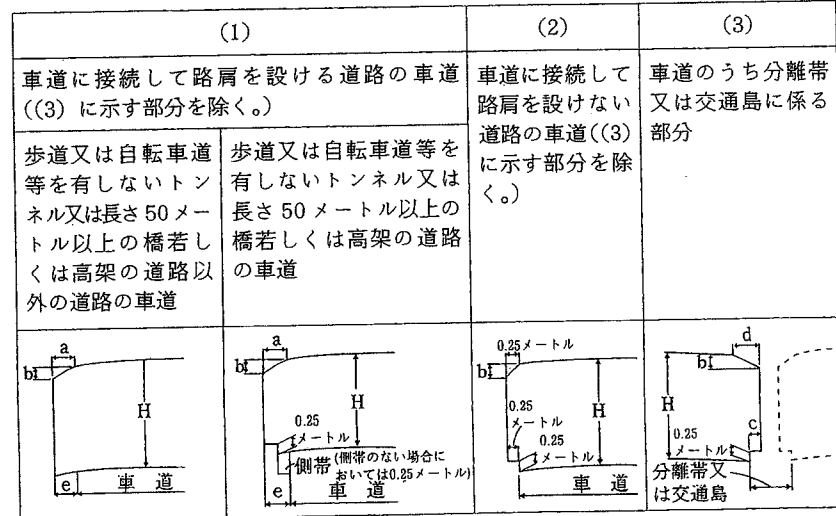 (1)
(2)
(3)
車道に接続して路肩を設ける道路の車道
((3) に示す部分を除く。)
歩道又は自転車道
等を有しないトン
ネル又は長さ50メー
トル以上の橋若し
くは高架の道路以
外の道路の車道
歩道又は自転車道等を
有しないトンネル又は
長さ50メートル以上の
橋若しくは高架の道路
の車道
車道に接続して
路肩を設けない
道路の車道((3)
に示す部分を除
く。)
車道のうち分離帯
又は交通島に係る
部分
a
b
H
e
車 道
a
b
H
0.25
メートル
側帯(側帯のない場合に
おいては0.25メートル)
e
車 道
0.25メートル
b
H
0.25
メートル
0.25
メートル
車 道
d
b
H
c
0.25
メートル
分離帯又
は交通島